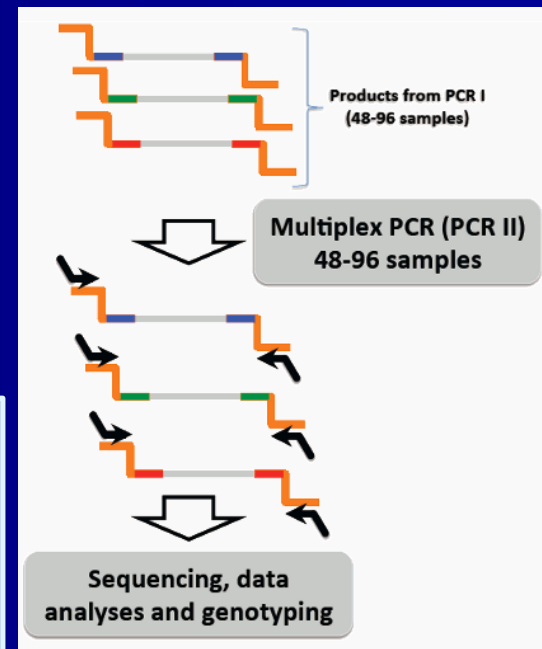 Products from PCR I
(48-96 samples)
Multiplex PCR (PCR II)
48-96 samples
Sequencing, data
analyses and genotyping